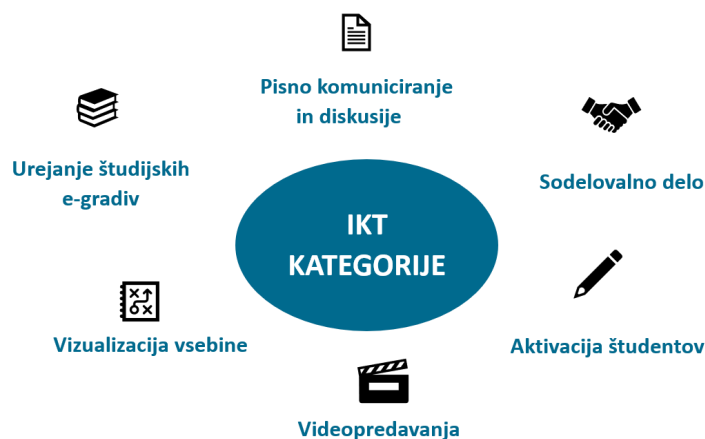 Pisno komuniciranje
in diskusije
Urejanje študijskih
e-gradiv
Sodelovalno delo
IKT
KATEGORIJE
Vizualizacija vsebine
Aktivacija študentov
Videopredavanja